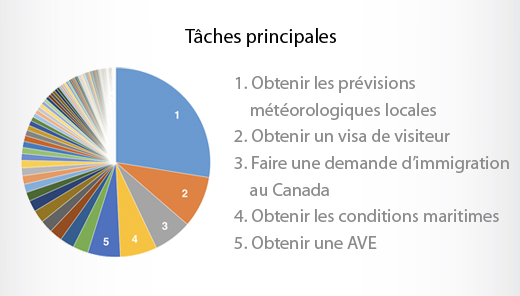 Tâches principales
1. Obtenir les prévisions
météorologiques locales
2. Obtenir un visa de visiteur
3. Faire une demande d’immigration
au Canada
4. Obtenir les conditions maritimes
5. Obtenir une AVE
1
2
3
4
5